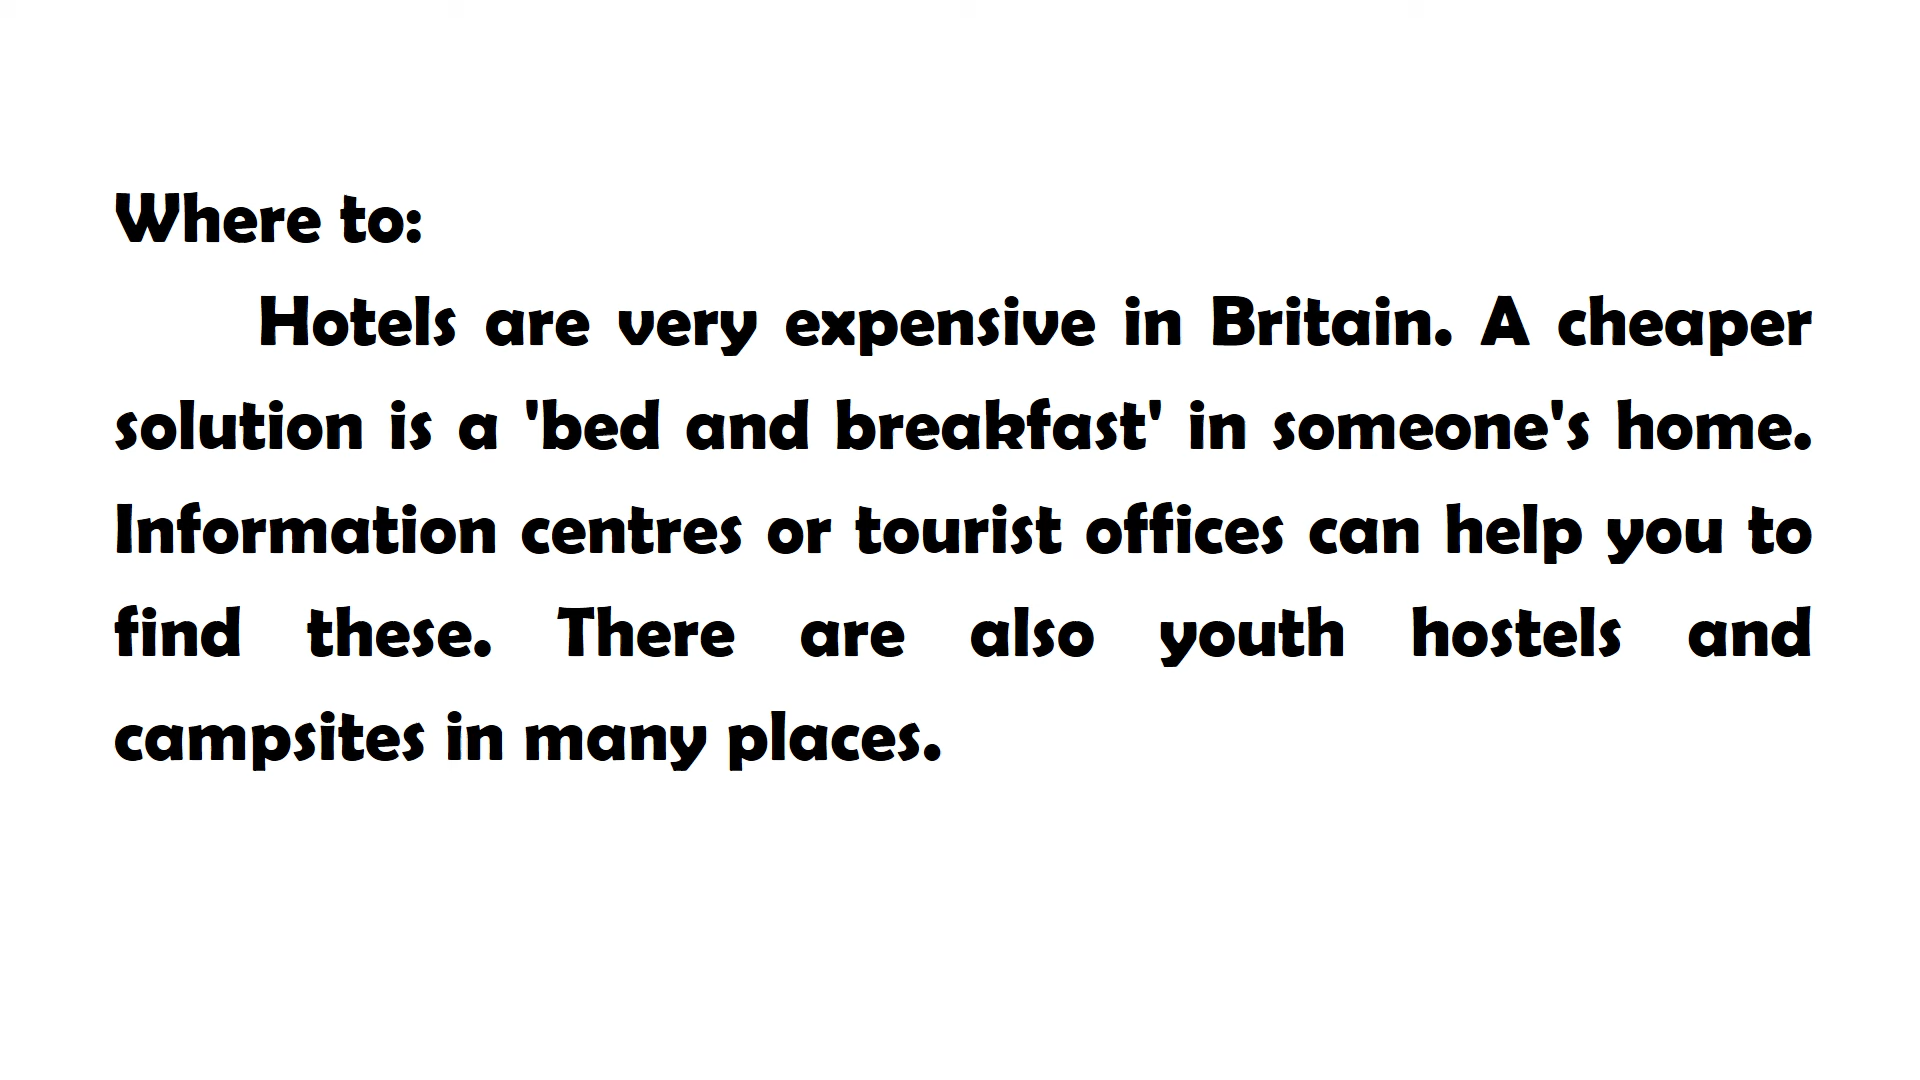 Where to:
Hotels are very expensive in Britain. A cheaper
solution is a 'bed and breakfast' in someone's home.
Information centres or tourist offices can help you to
find these. There are also youth hostels and
campsites in many places.